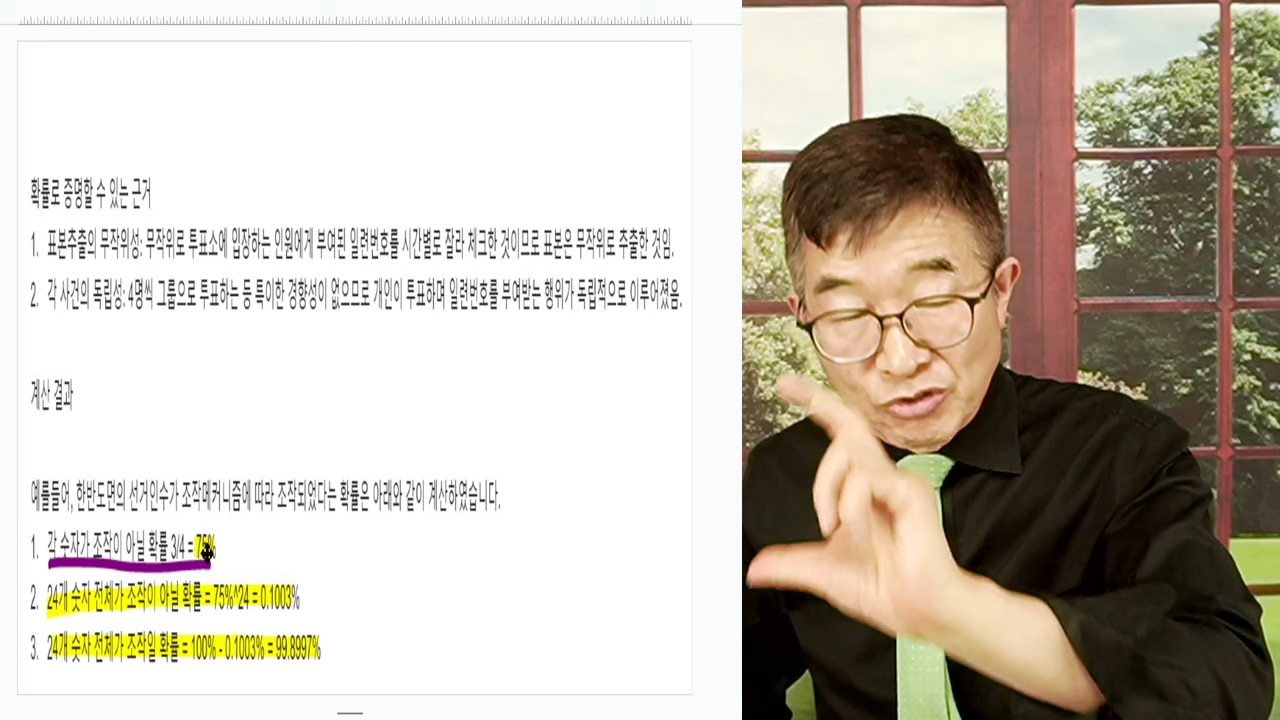 확률로 증명할 수 있는 근거
1. 표본추출의 무작위성: 무작위로 투표소에 입장하는 인원에게 부여된 일련번호를 시간별로 잘라 체크한 것이므로 표본은 무작위로 추출한 것임.
2. 각 사건의 독립성: 4명씩 그룹으로 투표하는 등 특이한 경향성이 없으므로 개인이 투표하며 일련번호를 부여받는 행위가 독립적으로 이루어졌음.
계산 결과
예를들어, 한반도면의 선거인수가 조작메커니즘에 따라 조작되었다는 확률은 아래와 같이 계산하였습니다.
1. 각 숫자가 조작이 아닐 확률 3/4 = 75%
2. 24개 숫자 전체가 조작이 아닐 확률 = 75%^24 = 0.1003%
3. 24개 숫자 전체가 조작일 확률 = 100% - 0.1003% = 99.8997%